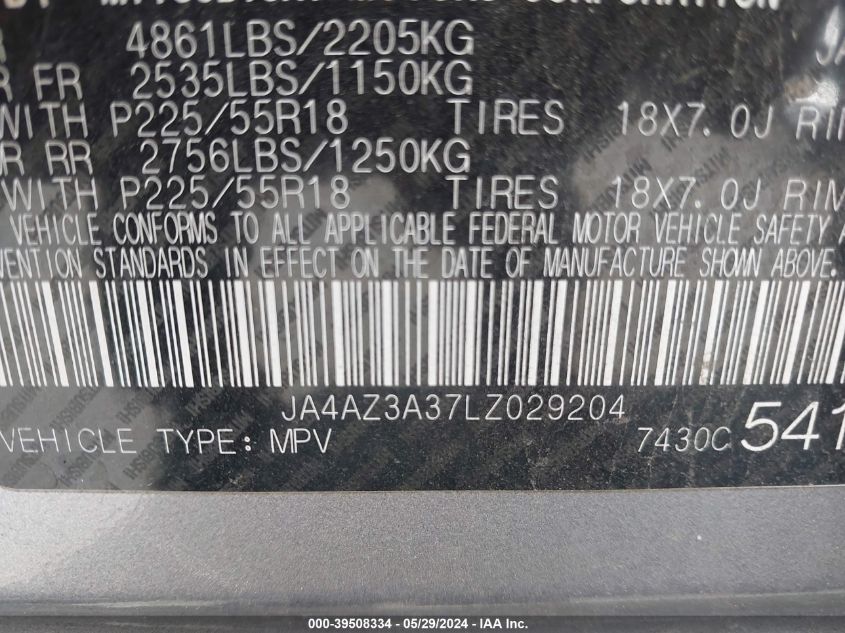 4861LBS/2205KG
FR 2535LBS/1150KG
WITH P225/55R18 TIRES 18X7.0J RIM
RR 2756LBS/1250KG
WITH P225/55R18 TIRES 18X7.0J RIM
VEHICLE CONFORMS TO ALL APPLICABLE FEDERAL MOTOR VEHICLE SAFETY A
VENTION STANDARDS IN EFFECT ON THE DATE OF MANUFACTURE SHOWN ABOVE.
JA4AZ3A37LZ029204
VEHICLE TYPE: MPV 7430C 541
000-39508334 - 05/29/2024 - IAA Inc.